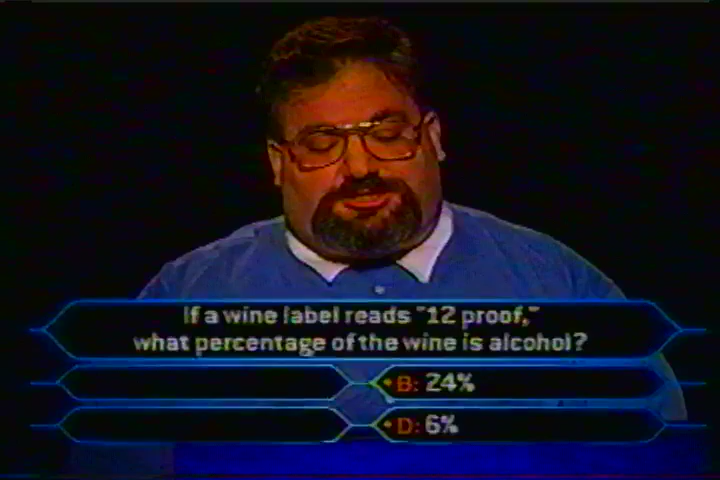 If a wine label reads "12 proof,"
what percentage of the wine is alcohol?
B: 24%
D: 6%